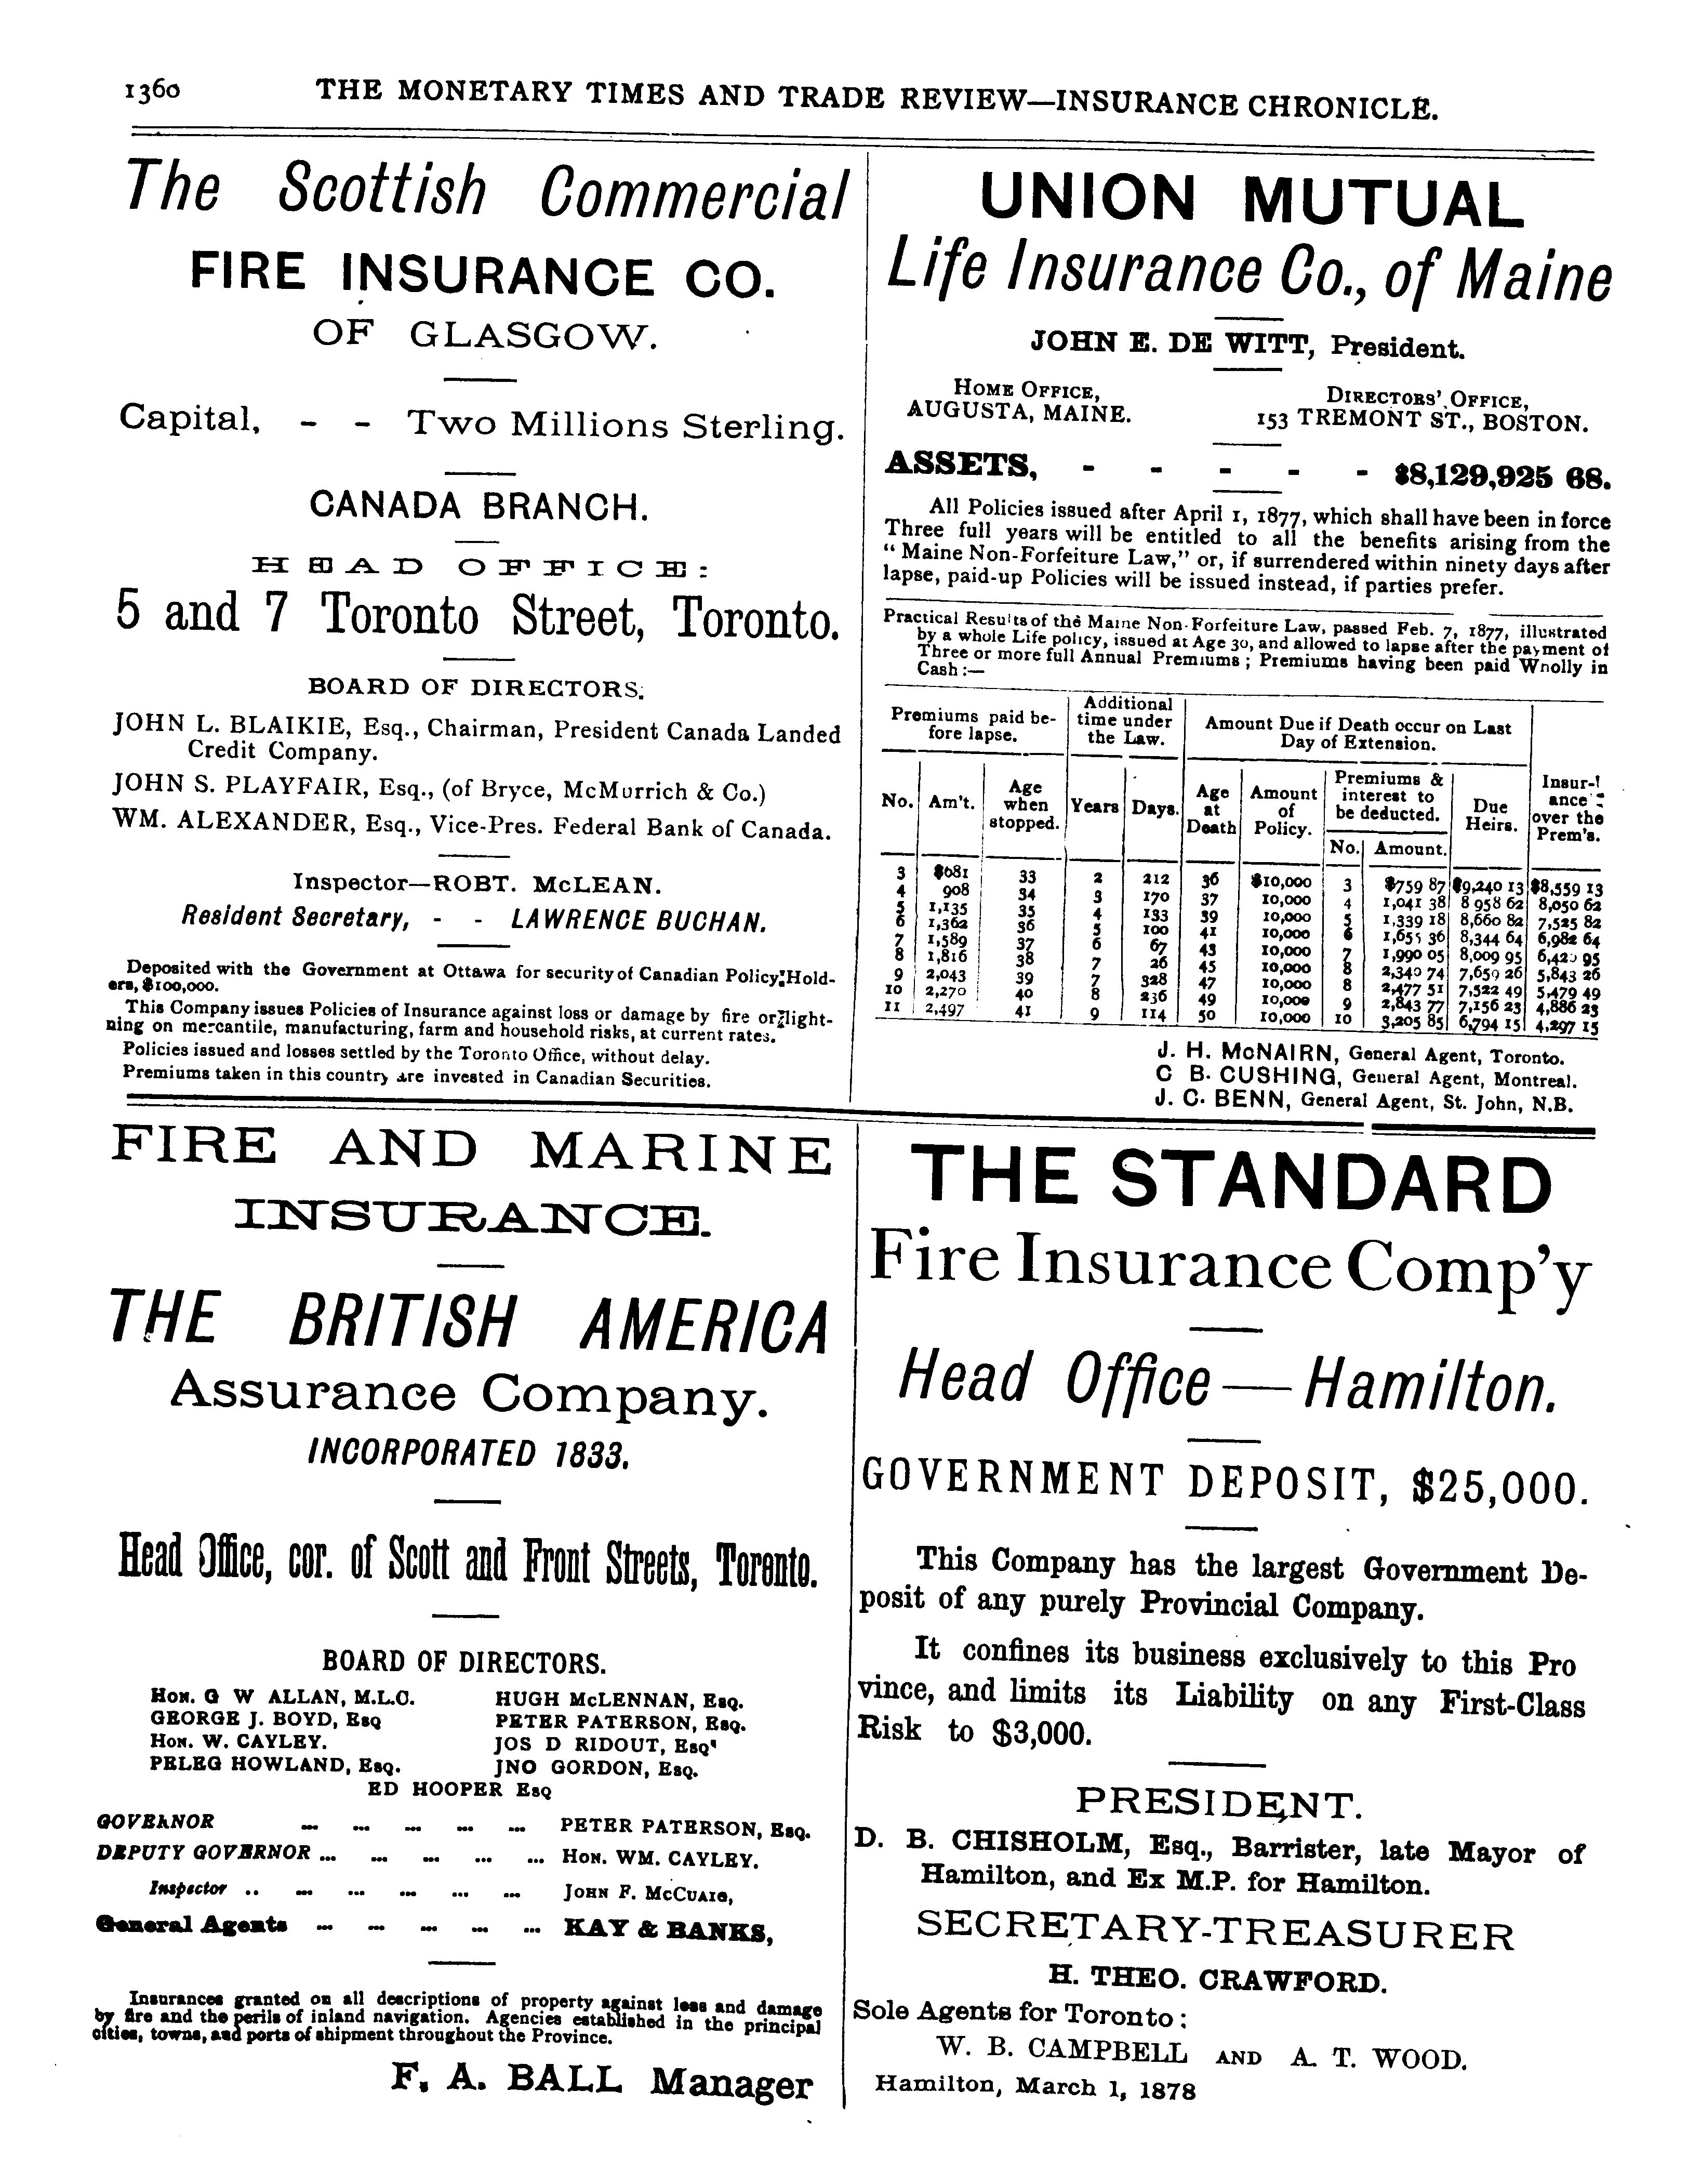 1360 THE MONETARY TIMES AND TRADE REVIEW—INSURANCE CHRONICLE.
The Scottish Commercial
FIRE INSURANCE CO.
OF GLASGOW.
Capital, - - Two Millions Sterling.
CANADA BRANCH.
HEAD OFFICE:
5 and 7 Toronto Street, Toronto.
BOARD OF DIRECTORS.
JOHN L. BLAIKIE, Esq., Chairman, President Canada Landed
Credit Company.
JOHN S. PLAYFAIR, Esq., (of Bryce, McMurrich & Co.)
WM. ALEXANDER, Esq., Vice-Pres. Federal Bank of Canada.
Inspector—ROBT. McLEAN.
Resident Secretary, - - LAWRENCE BUCHAN.
Deposited with the Government at Ottawa for security of Canadian Policy Hold-
ers, $100,000.
This Company issues Policies of Insurance against loss or damage by fire or light-
ning on mercantile, manufacturing, farm and household risks, at current rates.
Policies issued and losses settled by the Toronto Office, without delay.
Premiums taken in this country are invested in Canadian Securities.
UNION MUTUAL
Life Insurance Co., of Maine
JOHN E. DE WITT, President.
HOME OFFICE, DIRECTORS' OFFICE,
AUGUSTA, MAINE. 153 TREMONT ST., BOSTON.
ASSETS, - - - - - $8,129,925 68.
All Policies issued after April 1, 1877, which shall have been in force
Three full years will be entitled to all the benefits arising from the
“ Maine Non-Forfeiture Law,” or, if surrendered within ninety days after
lapse, paid-up Policies will be issued instead, if parties prefer.
Practical Results of the Maine Non-Forfeiture Law, passed Feb. 7, 1877, illustrated
by a whole Life policy, issued at Age 30, and allowed to lapse after the payment of
Three or more full Annual Premiums ; Premiums having been paid Wholly in
Cash :—
Premiums paid be-
fore lapse.
Additional
time under
the Law.
Amount Due if Death occur on Last
Day of Extension.
No. Am't.
Age
when
stopped.
Years Days.
Age
at
Death
Amount
of
Policy.
Premiums &
interest to
be deducted.
No. Amount.
Due
Heirs.
Insur-
ance
over the
Prem's.
3 $681 33 2 212 36 $10,000 3 $759 87 $9,240 13 $8,559 13
4 908 34 3 170 37 10,000 4 1,041 38 8 958 62 8,050 62
5 1,135 35 4 133 39 10,000 5 1,339 18 8,660 82 7,525 82
6 1,362 36 5 100 41 10,000 6 1,655 36 8,344 64 6,982 64
7 1,589 37 6 67 43 10,000 7 1,990 05 8,009 95 6,420 95
8 1,816 38 7 26 45 10,000 8 2,340 74 7,659 26 5,843 26
9 2,043 39 7 328 47 10,000 8 2,477 51 7,522 49 5,479 49
10 2,270 40 8 236 49 10,000 9 2,843 77 7,156 23 4,886 23
11 2,497 41 9 114 50 10,000 10 3,205 85 6,794 15 4,297 15
J. H. McNAIRN, General Agent, Toronto.
C B. CUSHING, General Agent, Montreal.
J. C. BENN, General Agent, St. John, N.B.
FIRE AND MARINE
INSURANCE.
THE BRITISH AMERICA
Assurance Company.
INCORPORATED 1833.
Head Office, cor. of Scott and Front Streets, Toronto.
BOARD OF DIRECTORS.
HON. G W ALLAN, M.L.C. HUGH McLENNAN, ESQ.
GEORGE J. BOYD, ESQ PETER PATERSON, ESQ.
HON. W. CAYLEY. JOS D RIDOUT, ESQ
PELEG HOWLAND, ESQ. JNO GORDON, ESQ.
ED HOOPER ESQ
GOVERNOR ... ... ... ... ... PETER PATERSON, ESQ.
DEPUTY GOVERNOR ... ... ... ... ... HON. WM. CAYLEY.
Inspector .. ... ... ... ... ... JOHN F. McCUAIG,
General Agents ... ... ... ... ... KAY & BANKS,
Insurances granted on all descriptions of property against loss and damage
by fire and the perils of inland navigation. Agencies established in the principal
cities, towns, and ports of shipment throughout the Province.
F. A. BALL Manager
THE STANDARD
Fire Insurance Comp'y
Head Office — Hamilton.
GOVERNMENT DEPOSIT, $25,000.
This Company has the largest Government De-
posit of any purely Provincial Company.
It confines its business exclusively to this Pro
vince, and limits its Liability on any First-Class
Risk to $3,000.
PRESIDENT.
D. B. CHISHOLM, Esq., Barrister, late Mayor of
Hamilton, and Ex M.P. for Hamilton.
SECRETARY-TREASURER
H. THEO. CRAWFORD.
Sole Agents for Toronto :
W. B. CAMPBELL AND A. T. WOOD.
Hamilton, March 1, 1878